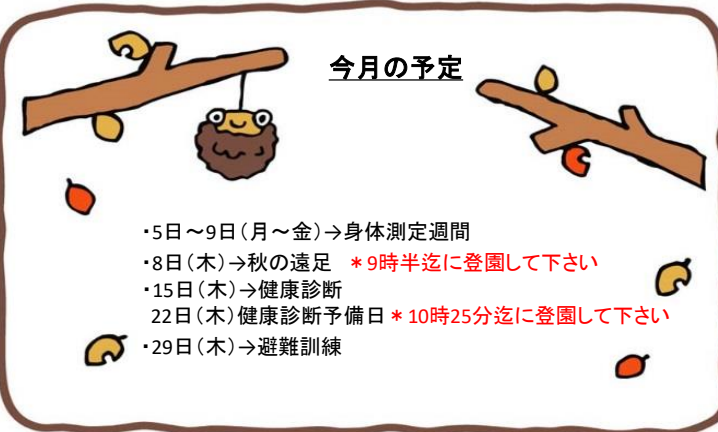 今月の予定
・5日～9日(月～金)→身体測定週間
・8日(木)→秋の遠足 ＊9時半迄に登園して下さい
・15日(木)→健康診断
22日(木)健康診断予備日＊10時25分迄に登園して下さい
・29日(木)→避難訓練